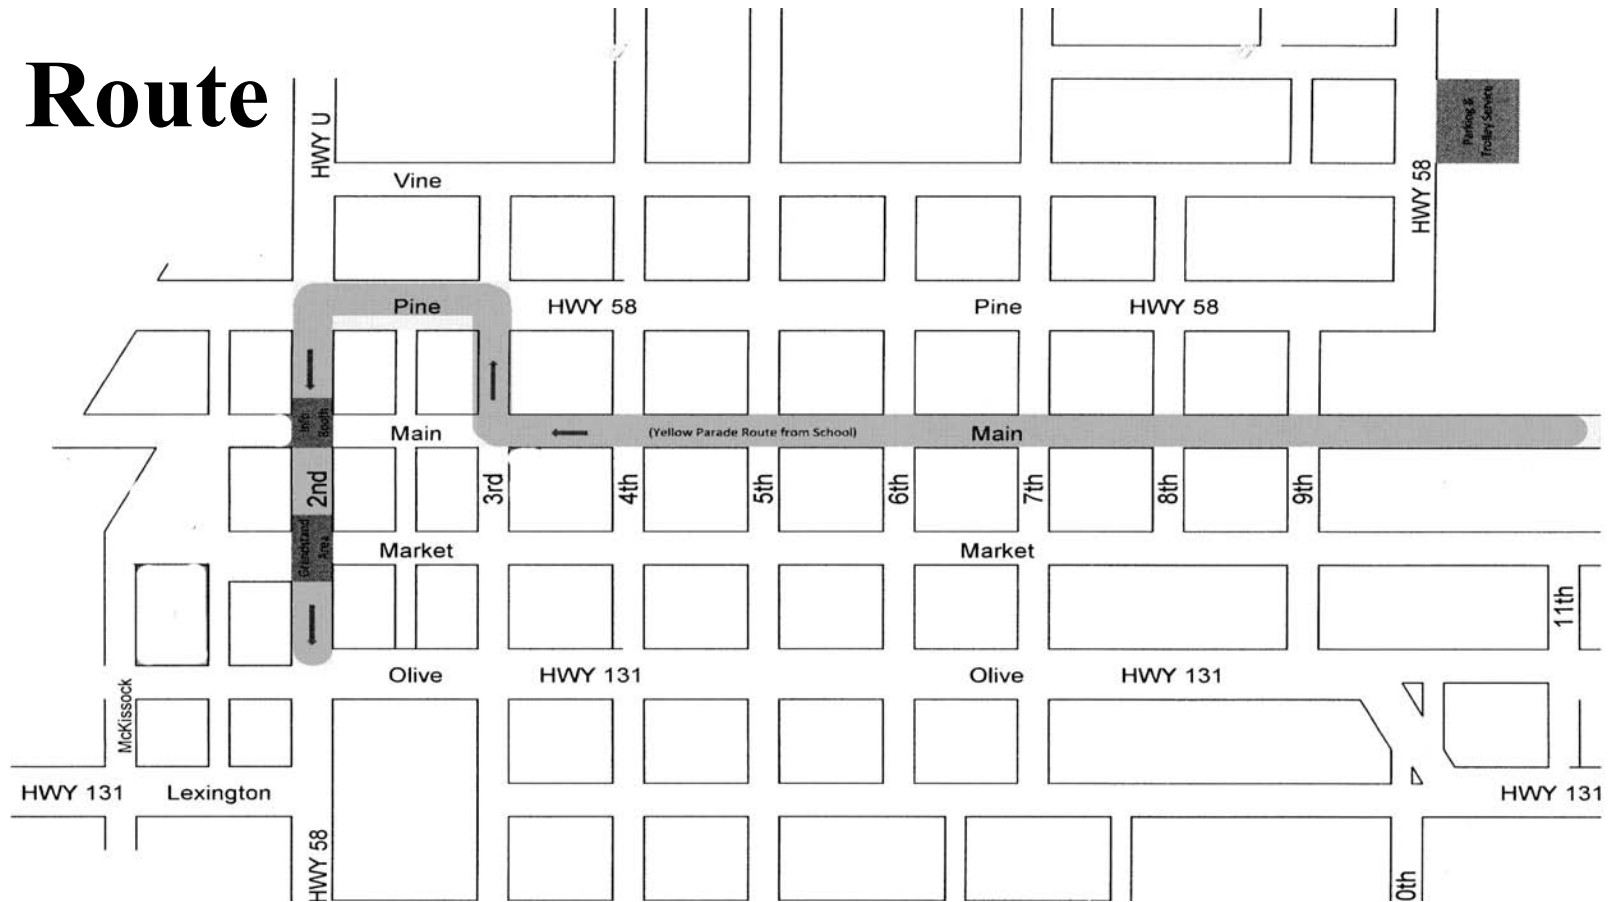 Route
HWY U
Parking &
Trolley Service
HWY 58
Vine
Pine
HWY 58
Pine
HWY 58
Info
Booth
Main
(Yellow Parade Route from School)
Main
2nd
3rd
4th
5th
6th
7th
8th
9th
Grandstand
Area
Market
Market
11th
Olive
HWY 131
Olive
HWY 131
McKissock
HWY 131
Lexington
HWY 131
HWY 58
0th